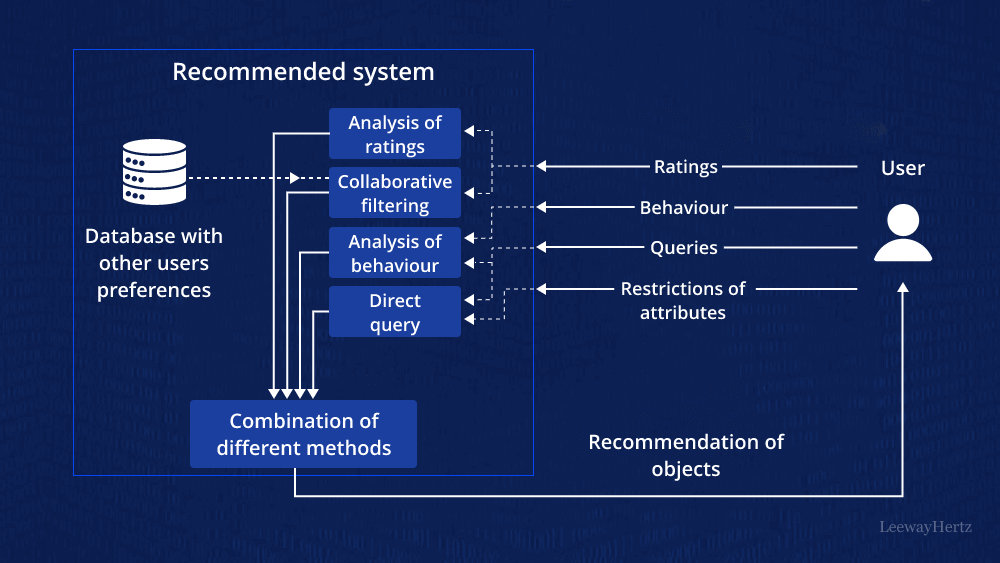 Recommended system
Analysis of
ratings
Collaborative
filtering
Analysis of
behaviour
Direct
query
Database with
other users
preferences
Combination of
different methods
Ratings
Behaviour
Queries
Restrictions of
attributes
User
Recommendation of
objects
LeewayHertz